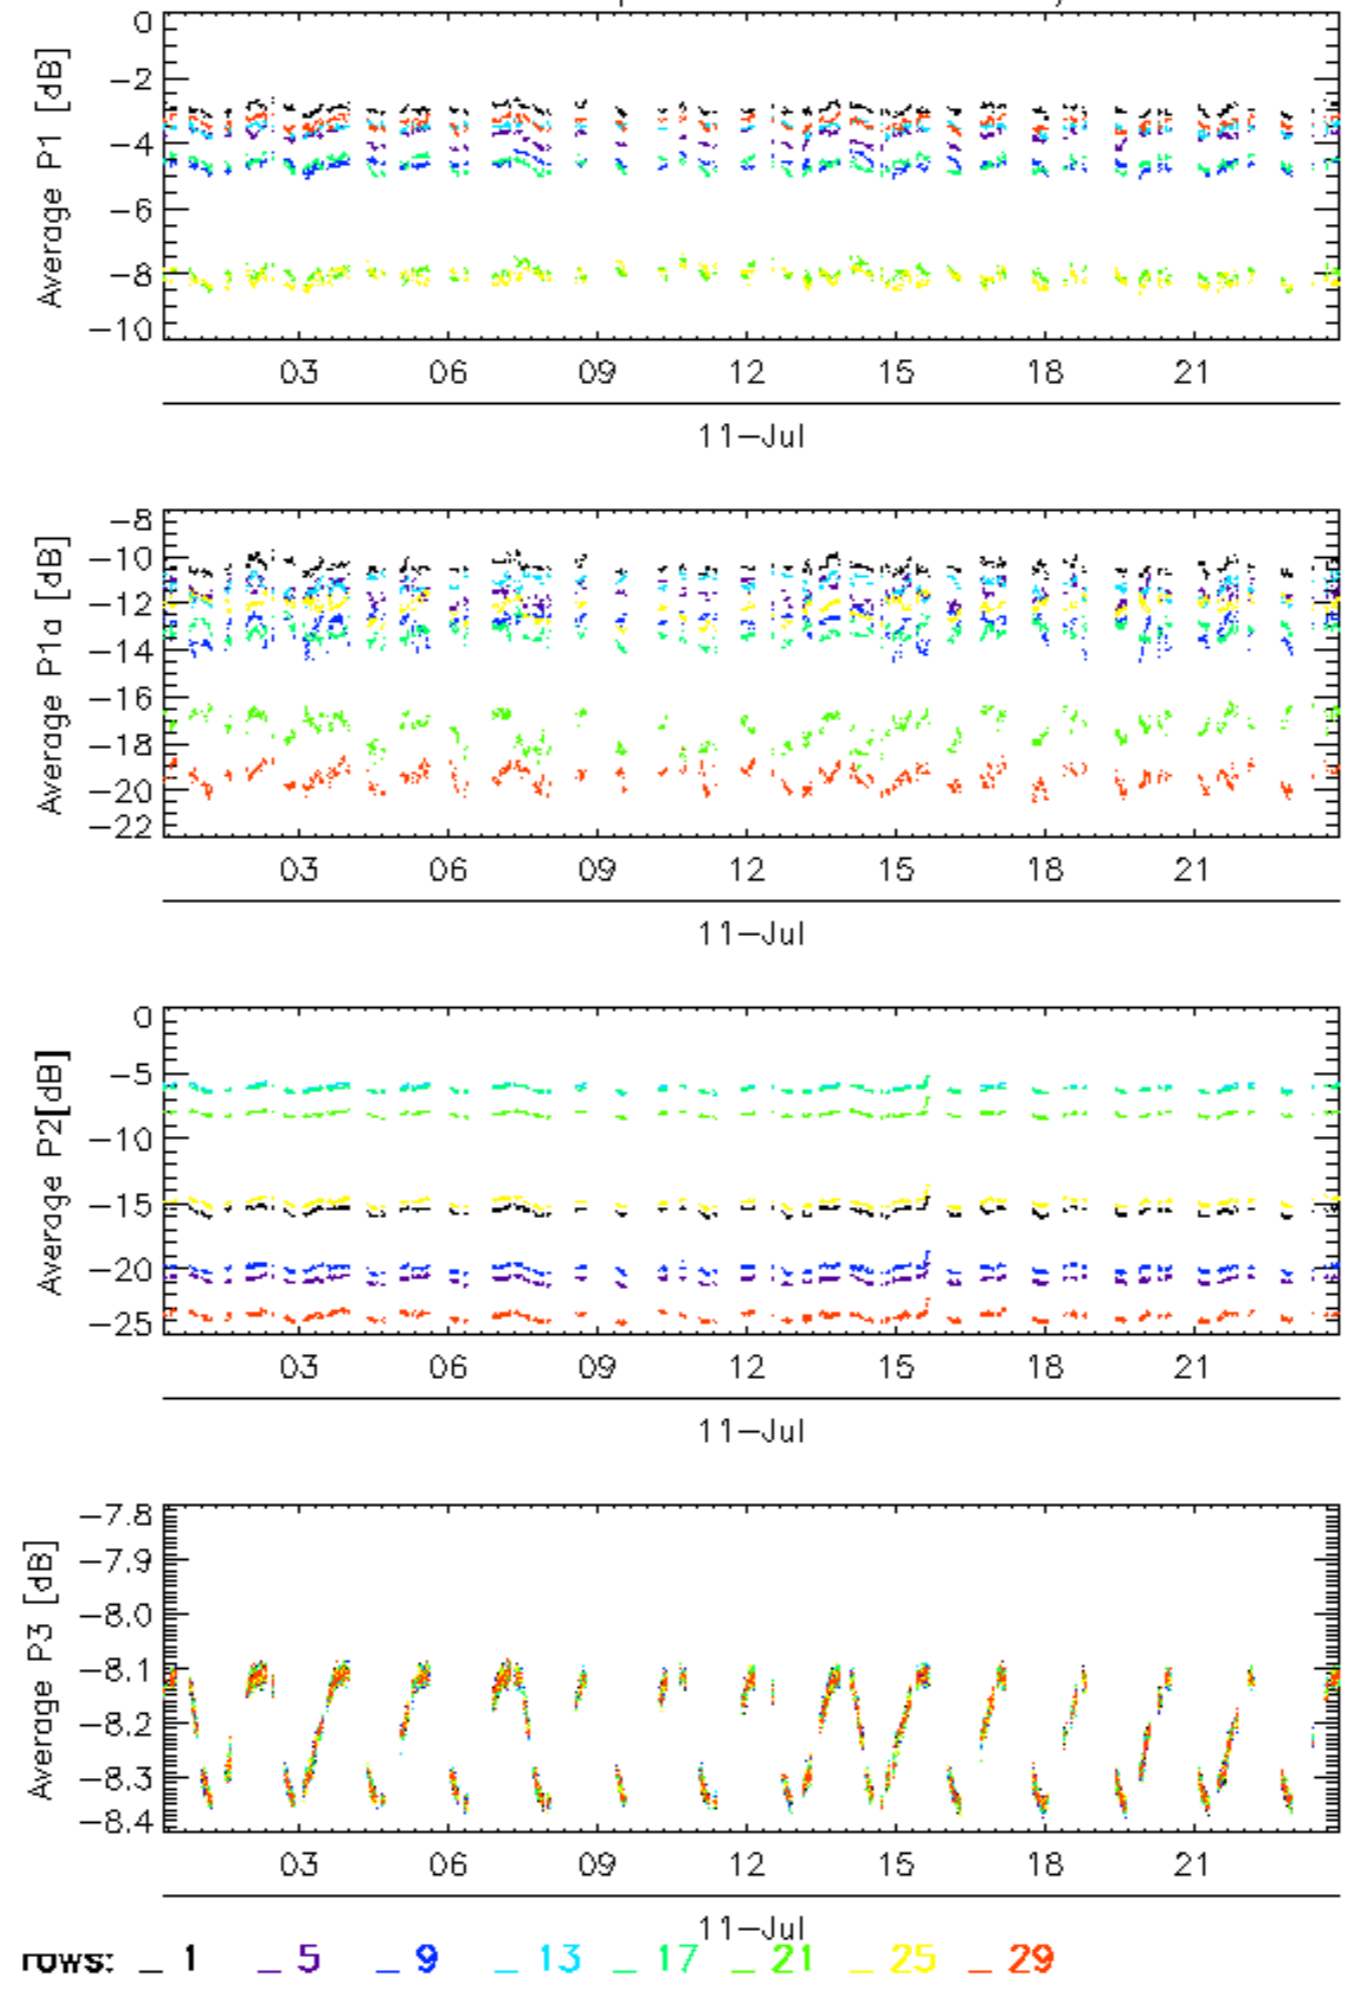 Average P1 [dB]
0
−2
−4
−6
−8
−10
03 06 09 12 15 18 21
11−Jul
Average P1a [dB]
−8
−10
−12
−14
−16
−18
−20
−22
03 06 09 12 15 18 21
11−Jul
Average P2[dB]
0
−5
−10
−15
−20
−25
03 06 09 12 15 18 21
11−Jul
Average P3 [dB]
−7.8
−7.9
−8.0
−8.1
−8.2
−8.3
−8.4
03 06 09 12 15 18 21
11−Jul
rows: _ 1 _ 5 _ 9 _ 13 _ 17 _ 21 _ 25 _ 29